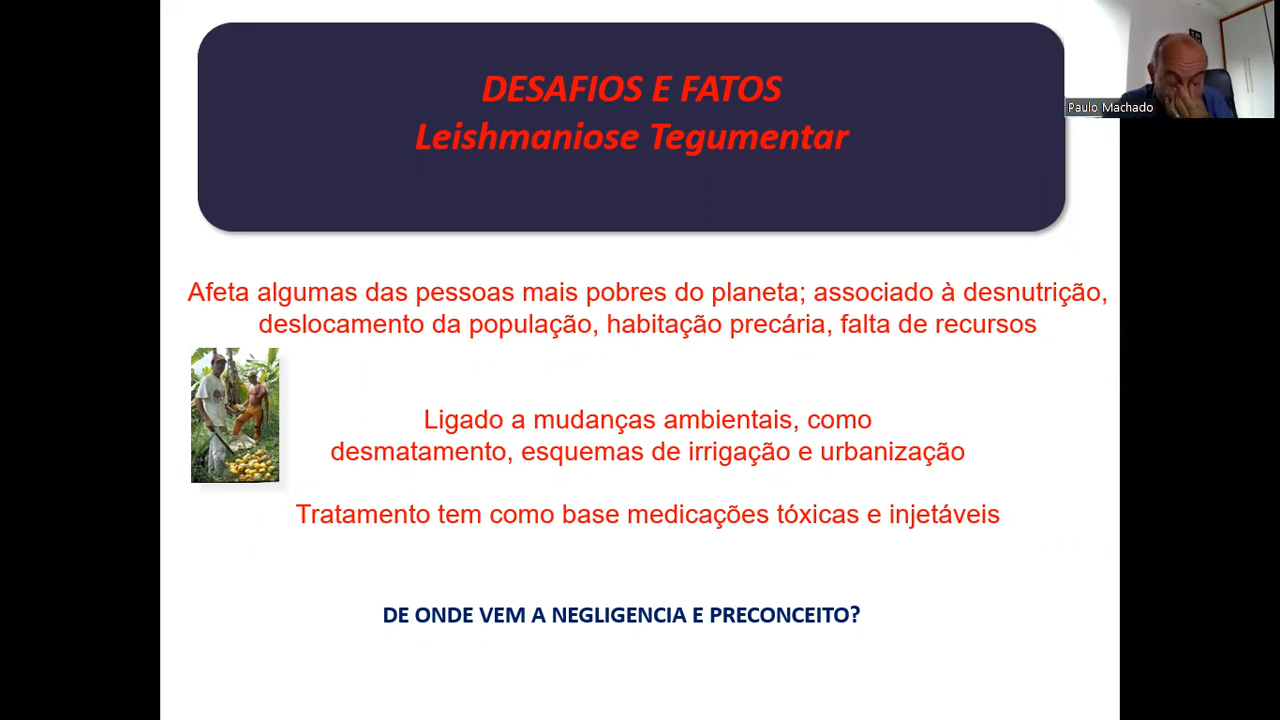 DESAFIOS E FATOS
Leishmaniose Tegumentar
Paulo Machado
Afeta algumas das pessoas mais pobres do planeta; associado à desnutrição,
deslocamento da população, habitação precária, falta de recursos
Ligado a mudanças ambientais, como
desmatamento, esquemas de irrigação e urbanização
Tratamento tem como base medicações tóxicas e injetáveis
DE ONDE VEM A NEGLIGENCIA E PRECONCEITO?